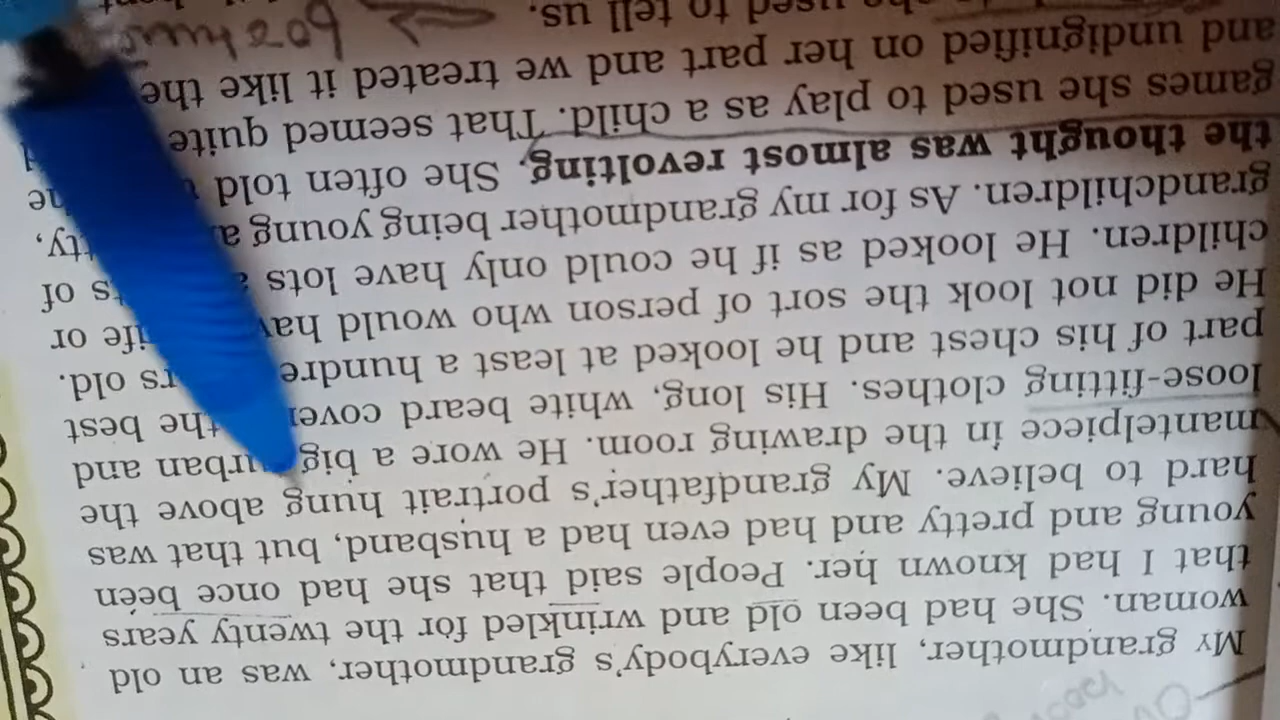 My grandmother, like everybody's grandmother, was an old
woman. She had been old and wrinkled for the twenty years
that I had known her. People said that she had once been
young and pretty and had even had a husband, but that was
hard to believe. My grandfather's portrait hung above the
mantelpiece in the drawing room. He wore a big turban and
loose-fitting clothes. His long, white beard the best
part of his chest and he looked at least a old.
He did not look the sort of person who would or
children. He looked as if he could only have lots of
grandchildren. As for my grandmother being young
the thought was almost revolting. She often told
games she used to play as a child. That seemed quite
and undignified on her part and we treated it like the
she used to tell us.